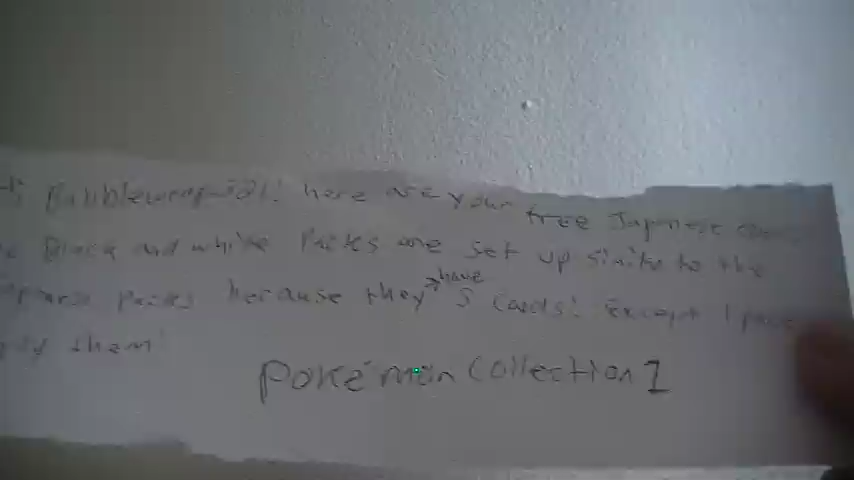 here are your free Japanese
Black and white Packs are set up similar to the
Packs because they have 5 Cards! Except I
them!
Pokémon Collection 1